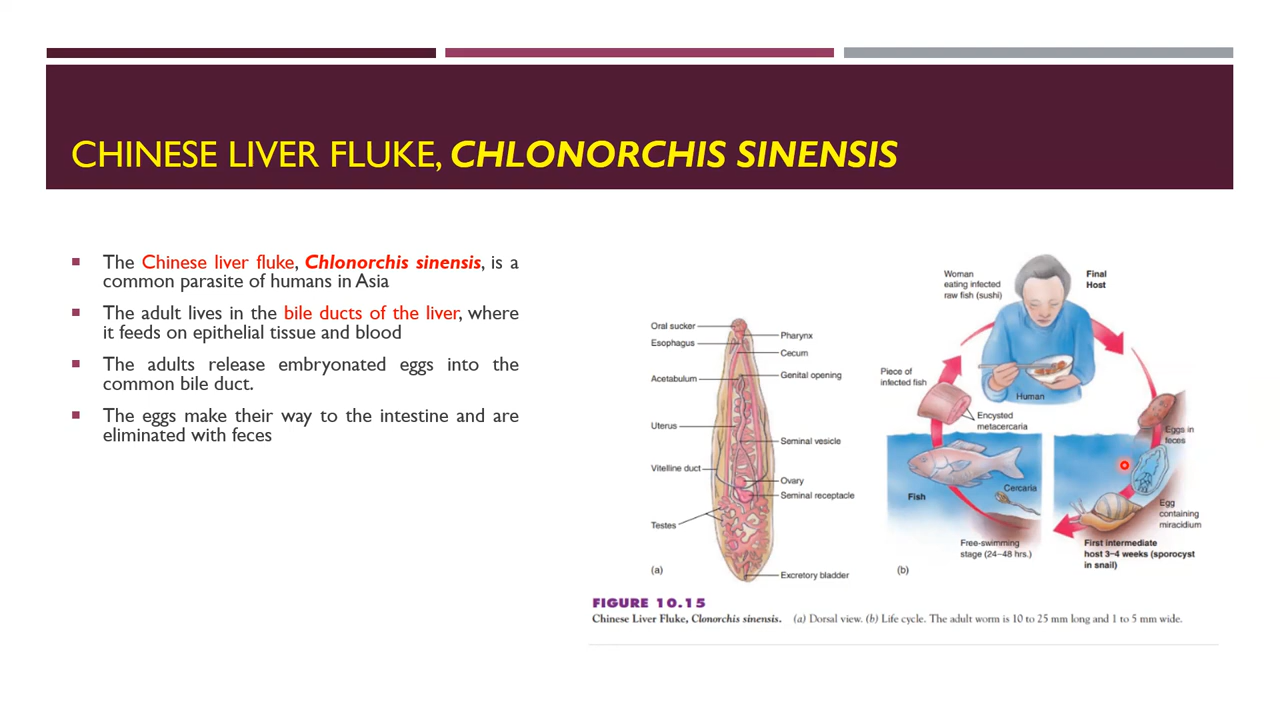 CHINESE LIVER FLUKE, CHLONORCHIS SINENSIS
The Chinese liver fluke, Chlonorchis sinensis, is a
common parasite of humans in Asia
The adult lives in the bile ducts of the liver, where
it feeds on epithelial tissue and blood
The adults release embryonated eggs into the
common bile duct.
The eggs make their way to the intestine and are
eliminated with feces
Oral sucker
Esophagus
Acetabulum
Uterus
Vitelline duct
Testes
Pharynx
Cecum
Genital opening
Seminal vesicle
Ovary
Seminal receptacle
Excretory bladder
(a)
Woman
eating infected
raw fish (sushi)
Final
Host
Piece of
infected fish
Human
Encysted
metacercaria
Eggs in
feces
Fish
Cercaria
Egg
containing
miracidium
Free-swimming
stage (24–48 hrs.)
First intermediate
host 3–4 weeks (sporocyst
in snail)
(b)
FIGURE 10.15
Chinese Liver Fluke, Clonorchis sinensis. (a) Dorsal view. (b) Life cycle. The adult worm is 10 to 25 mm long and 1 to 5 mm wide.